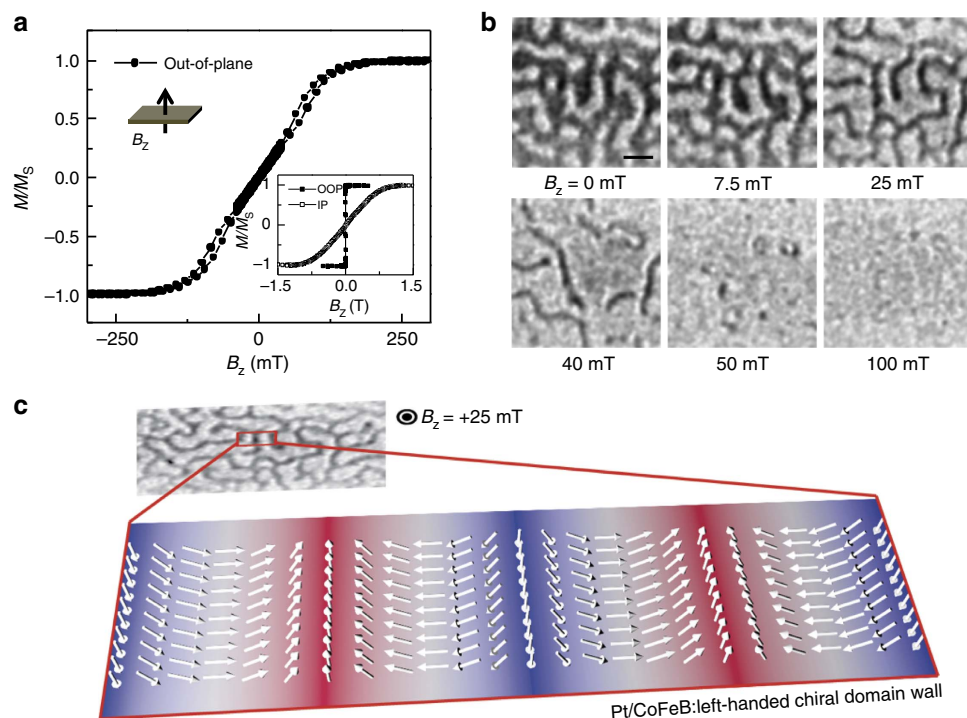 a
Out-of-plane
Bz
M/MS
1.0
0.5
0.0
−0.5
−1.0
−250
0
250
Bz (mT)
OOP
IP
M/MS
1
0
−1
−1.5
0.0
1.5
Bz (T)
b
Bz = 0 mT
7.5 mT
25 mT
40 mT
50 mT
100 mT
c
Bz = +25 mT
Pt/CoFeB:left-handed chiral domain wall